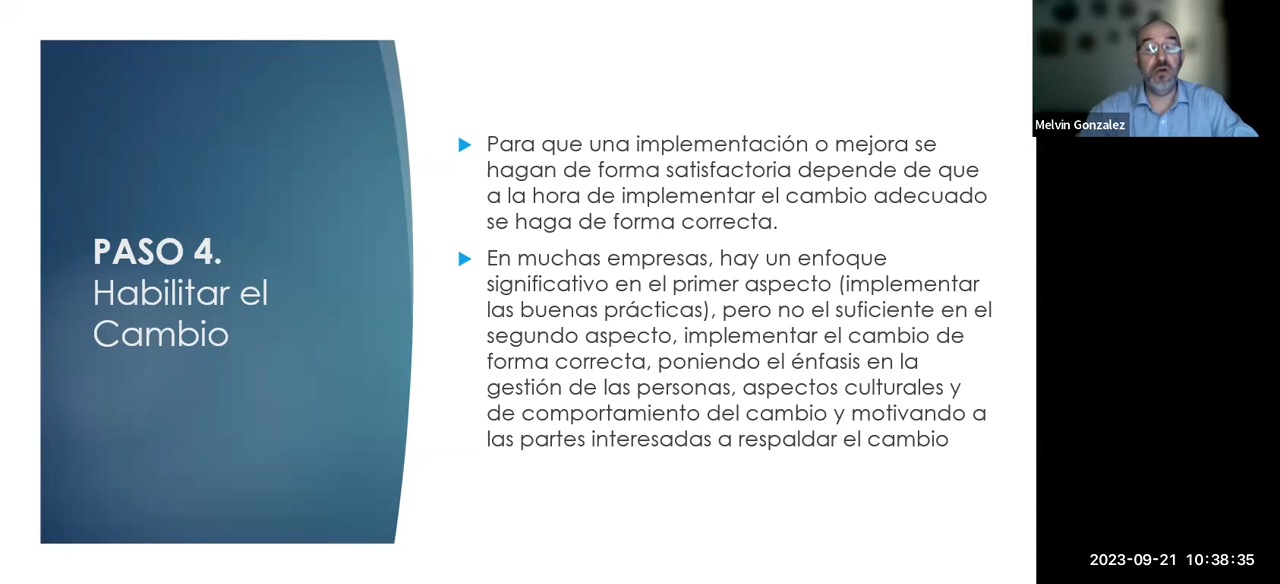 PASO 4.
Habilitar el
Cambio
Para que una implementación o mejora se
hagan de forma satisfactoria depende de que
a la hora de implementar el cambio adecuado
se haga de forma correcta.
En muchas empresas, hay un enfoque
significativo en el primer aspecto (implementar
las buenas prácticas), pero no el suficiente en el
segundo aspecto, implementar el cambio de
forma correcta, poniendo el énfasis en la
gestión de las personas, aspectos culturales y
de comportamiento del cambio y motivando a
las partes interesadas a respaldar el cambio
Melvin Gonzalez
2023-09-21 10:38:35